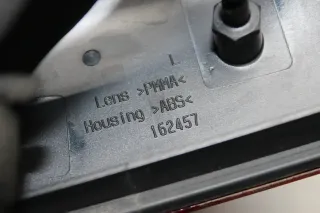 L
Lens >PMMA<
Housing >ABS<
162457